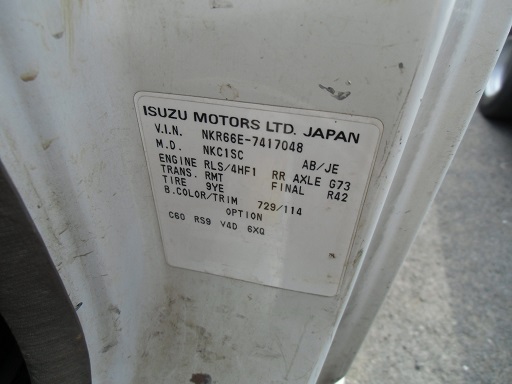 ISUZU MOTORS LTD. JAPAN
V.I.N. NKR66E-7417048
M.D. NKC1SC AB/JE
ENGINE RLS/4HF1 RR AXLE G73
TRANS. RMT FINAL R42
TIRE 9YE
B.COLOR/TRIM 729/114
OPTION
C60 RS9 V4D 6XQ